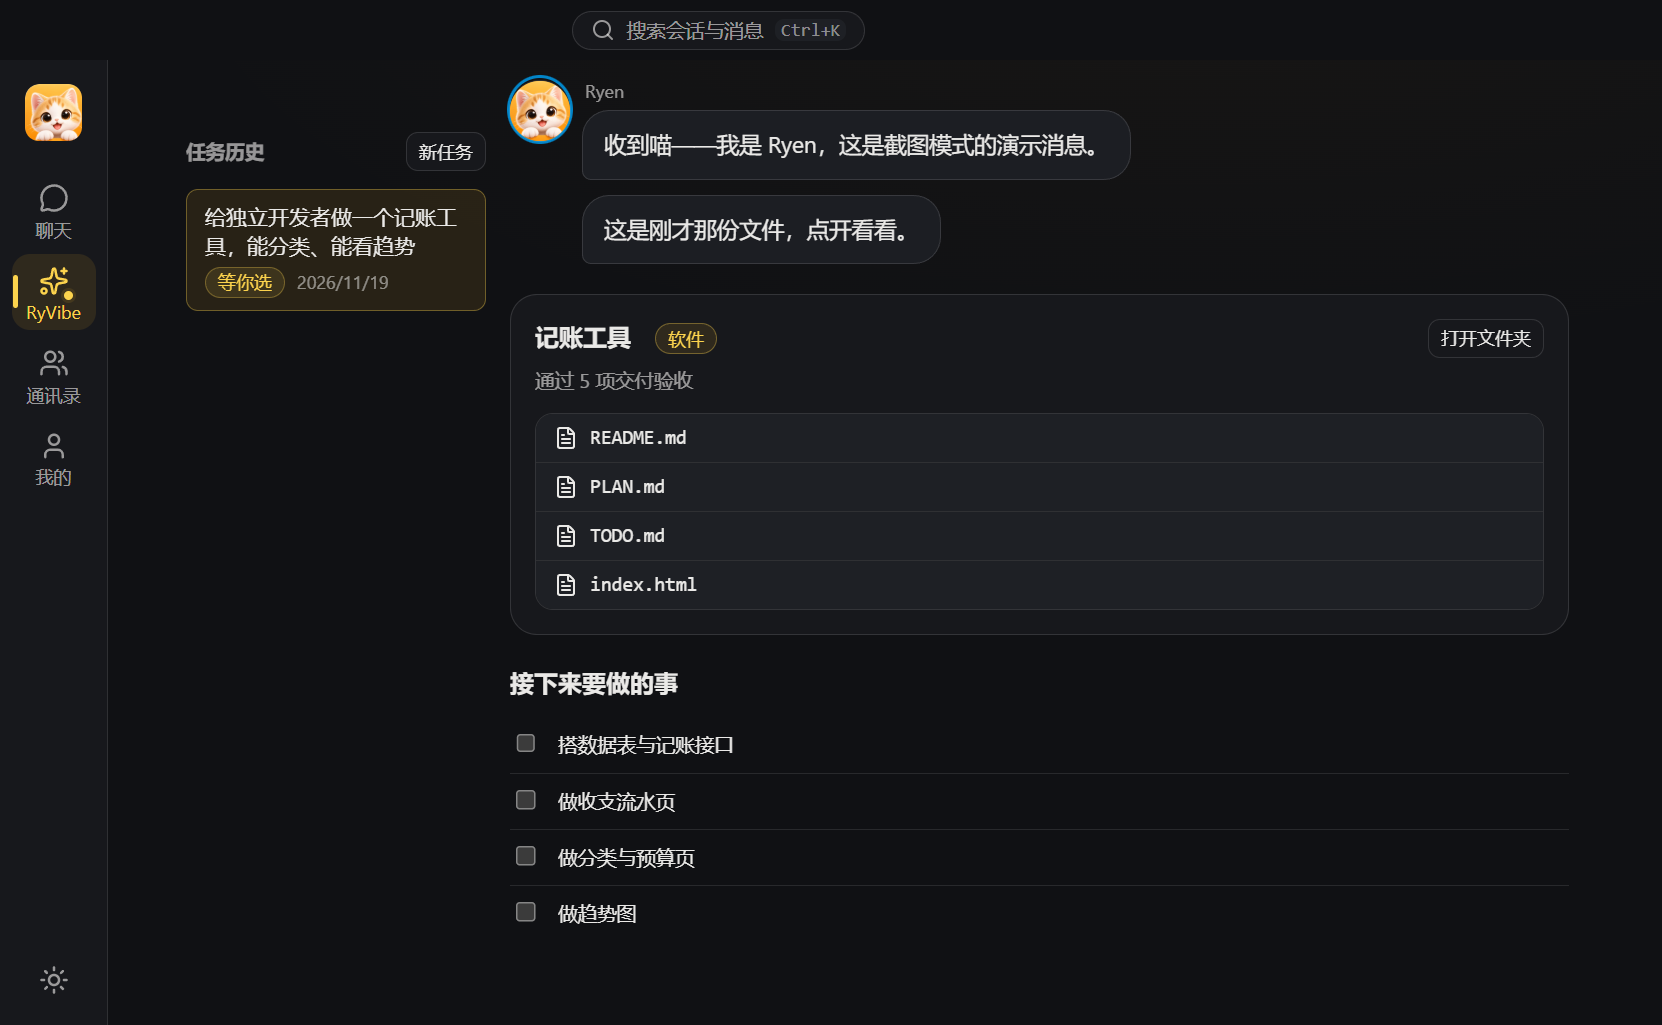 搜索会话与消息 Ctrl+K
聊天
RyVibe
通讯录
我的
任务历史
新任务
给独立开发者做一个记账工
具，能分类、能看趋势
等你选 2026/11/19
Ryen
收到喵——我是 Ryen，这是截图模式的演示消息。
这是刚才那份文件，点开看看。
记账工具 软件
打开文件夹
通过 5 项交付验收
README.md
PLAN.md
TODO.md
index.html
接下来要做的事
搭数据表与记账接口
做收支流水页
做分类与预算页
做趋势图